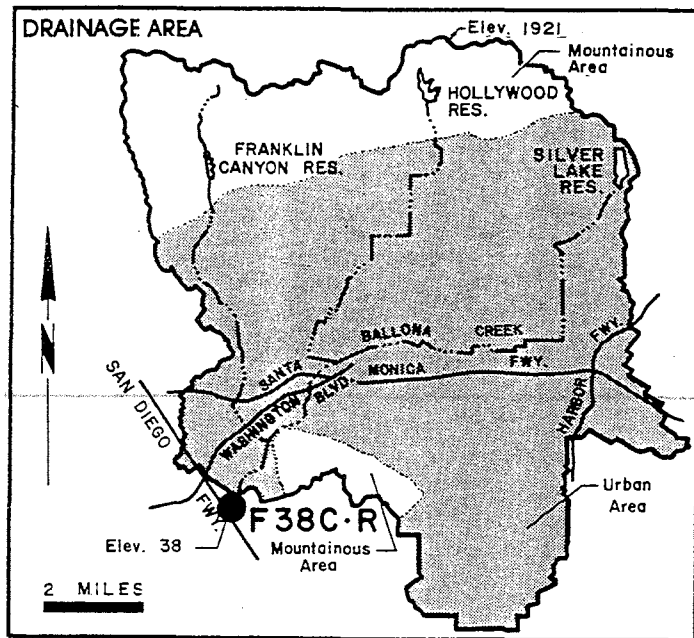 DRAINAGE AREA
Elev. 1921
Mountainous
Area
HOLLYWOOD
RES.
FRANKLIN
CANYON RES.
SILVER
LAKE
RES.
N
BALLONA CREEK
SANTA MONICA FWY.
HARBOR FWY.
WASHINGTON BLVD.
SAN DIEGO FWY.
F38C-R
Elev. 38
Mountainous
Area
Urban
Area
2 MILES